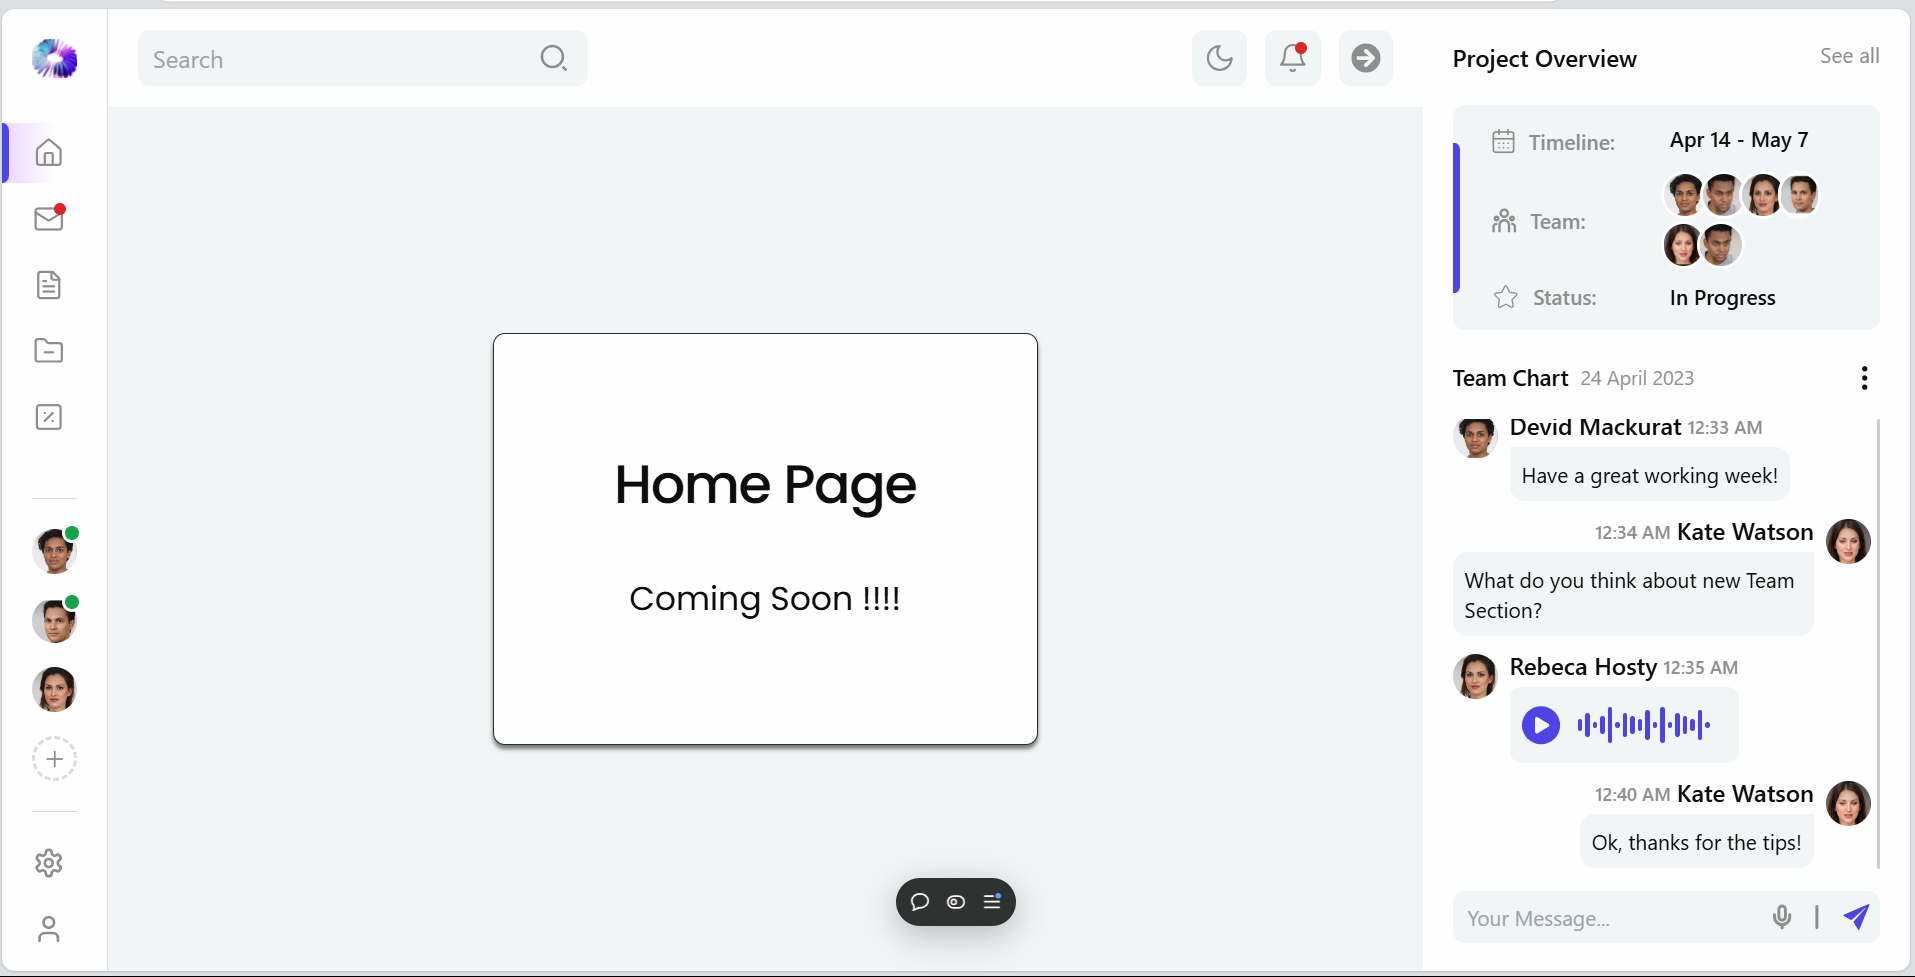 Search
Home Page
Coming Soon !!!!
Project Overview See all
Timeline: Apr 14 - May 7
Team:
Status: In Progress
Team Chart 24 April 2023
Devid Mackurat 12:33 AM
Have a great working week!
12:34 AM Kate Watson
What do you think about new Team
Section?
Rebeca Hosty 12:35 AM
12:40 AM Kate Watson
Ok, thanks for the tips!
Your Message...